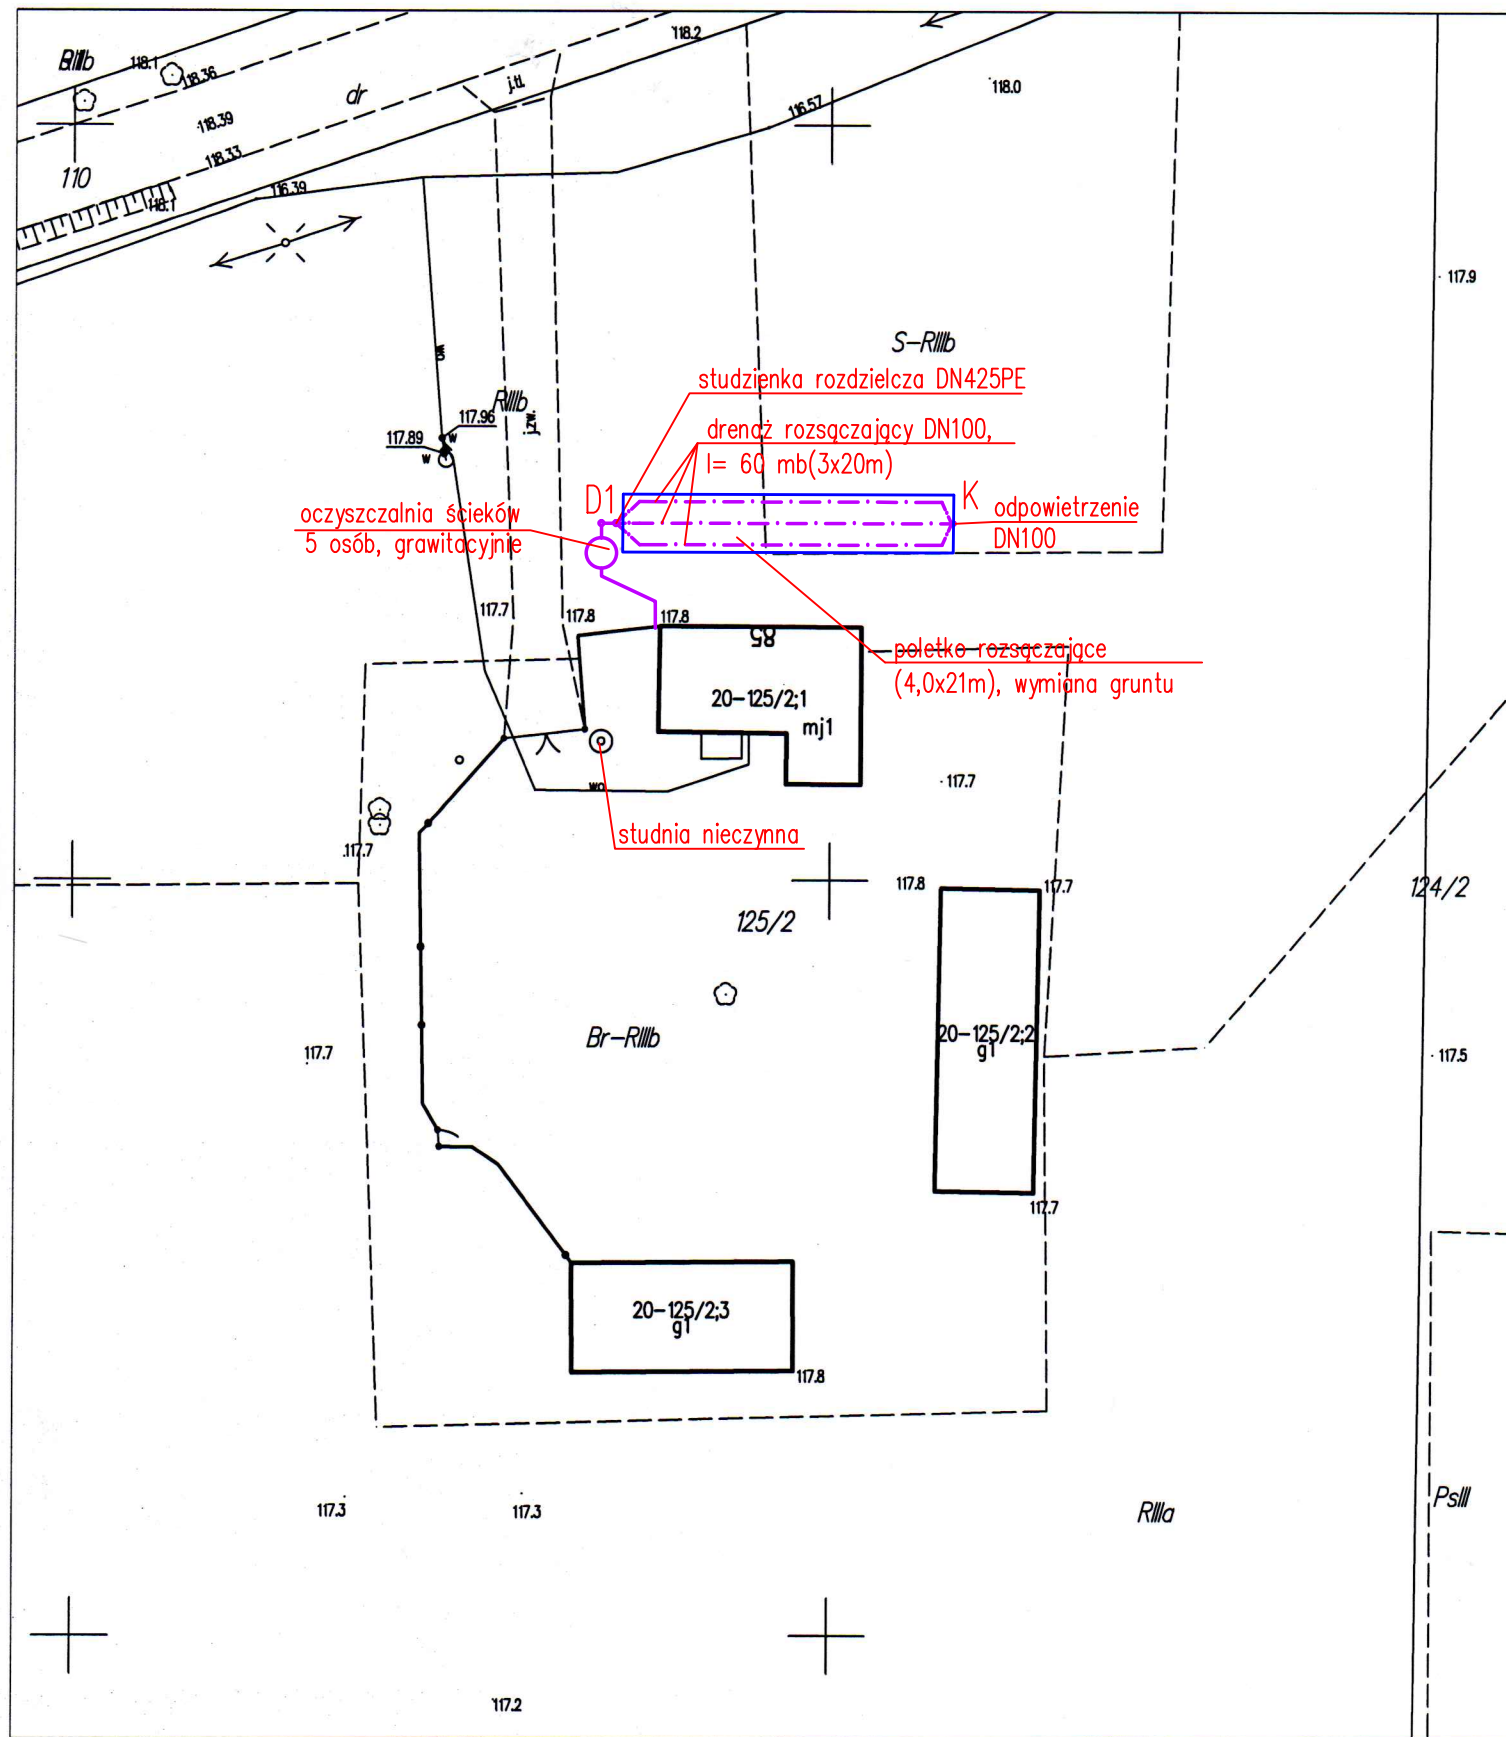 118.2
118.1
118.36
dr
j.tł.
118.0
116.57
118.39
118.33
110
116.39
118.1
117.9
S-RIIIb
wo
studzienka rozdzielcza DN425PE
RIIIb
117.96
j.zw.
drenaż rozsączający DN100,
117.89
w
w
l= 60 mb(3x20m)
D1
K
oczyszczalnia ścieków
odpowietrzenie
5 osób, grawitacyjnie
DN100
117.7
117.8
117.8
85
poletko rozsączające
(4,0x21m), wymiana gruntu
20-125/2;1
mj1
117.7
wo
studnia nieczynna
117.7
117.8
117.7
124/2
125/2
Br-RIIIb
20-125/2;2
g1
117.7
117.5
117.7
20-125/2;3
g1
117.8
117.3
117.3
RIIIa
PsIII
117.2